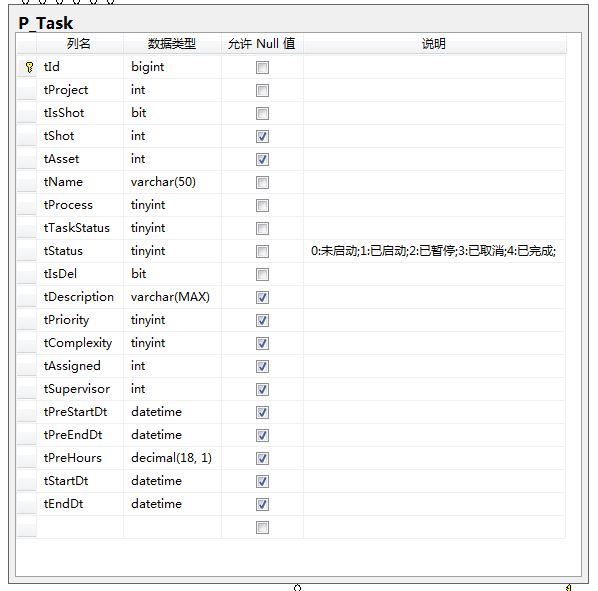 P_Task
列名 数据类型 允许 Null 值 说明
tId bigint
tProject int
tIsShot bit
tShot int
tAsset int
tName varchar(50)
tProcess tinyint
tTaskStatus tinyint
tStatus tinyint 0:未启动;1:已启动;2:已暂停;3:已取消;4:已完成;
tIsDel bit
tDescription varchar(MAX)
tPriority tinyint
tComplexity tinyint
tAssigned int
tSupervisor int
tPreStartDt datetime
tPreEndDt datetime
tPreHours decimal(18, 1)
tStartDt datetime
tEndDt datetime